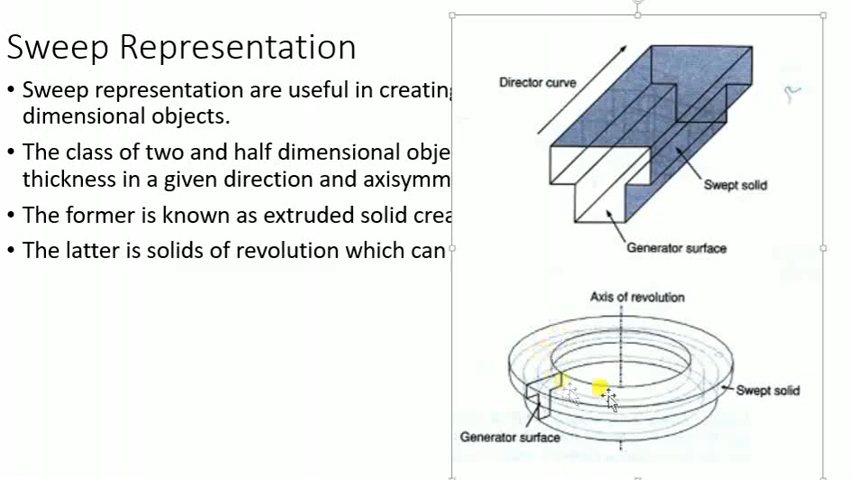 Sweep Representation
• Sweep representation are useful in creating
dimensional objects.
• The class of two and half dimensional obje
thickness in a given direction and axisymm
• The former is known as extruded solid crea
• The latter is solids of revolution which can
Director curve
Swept solid
Generator surface
Axis of revolution
Swept solid
Generator surface